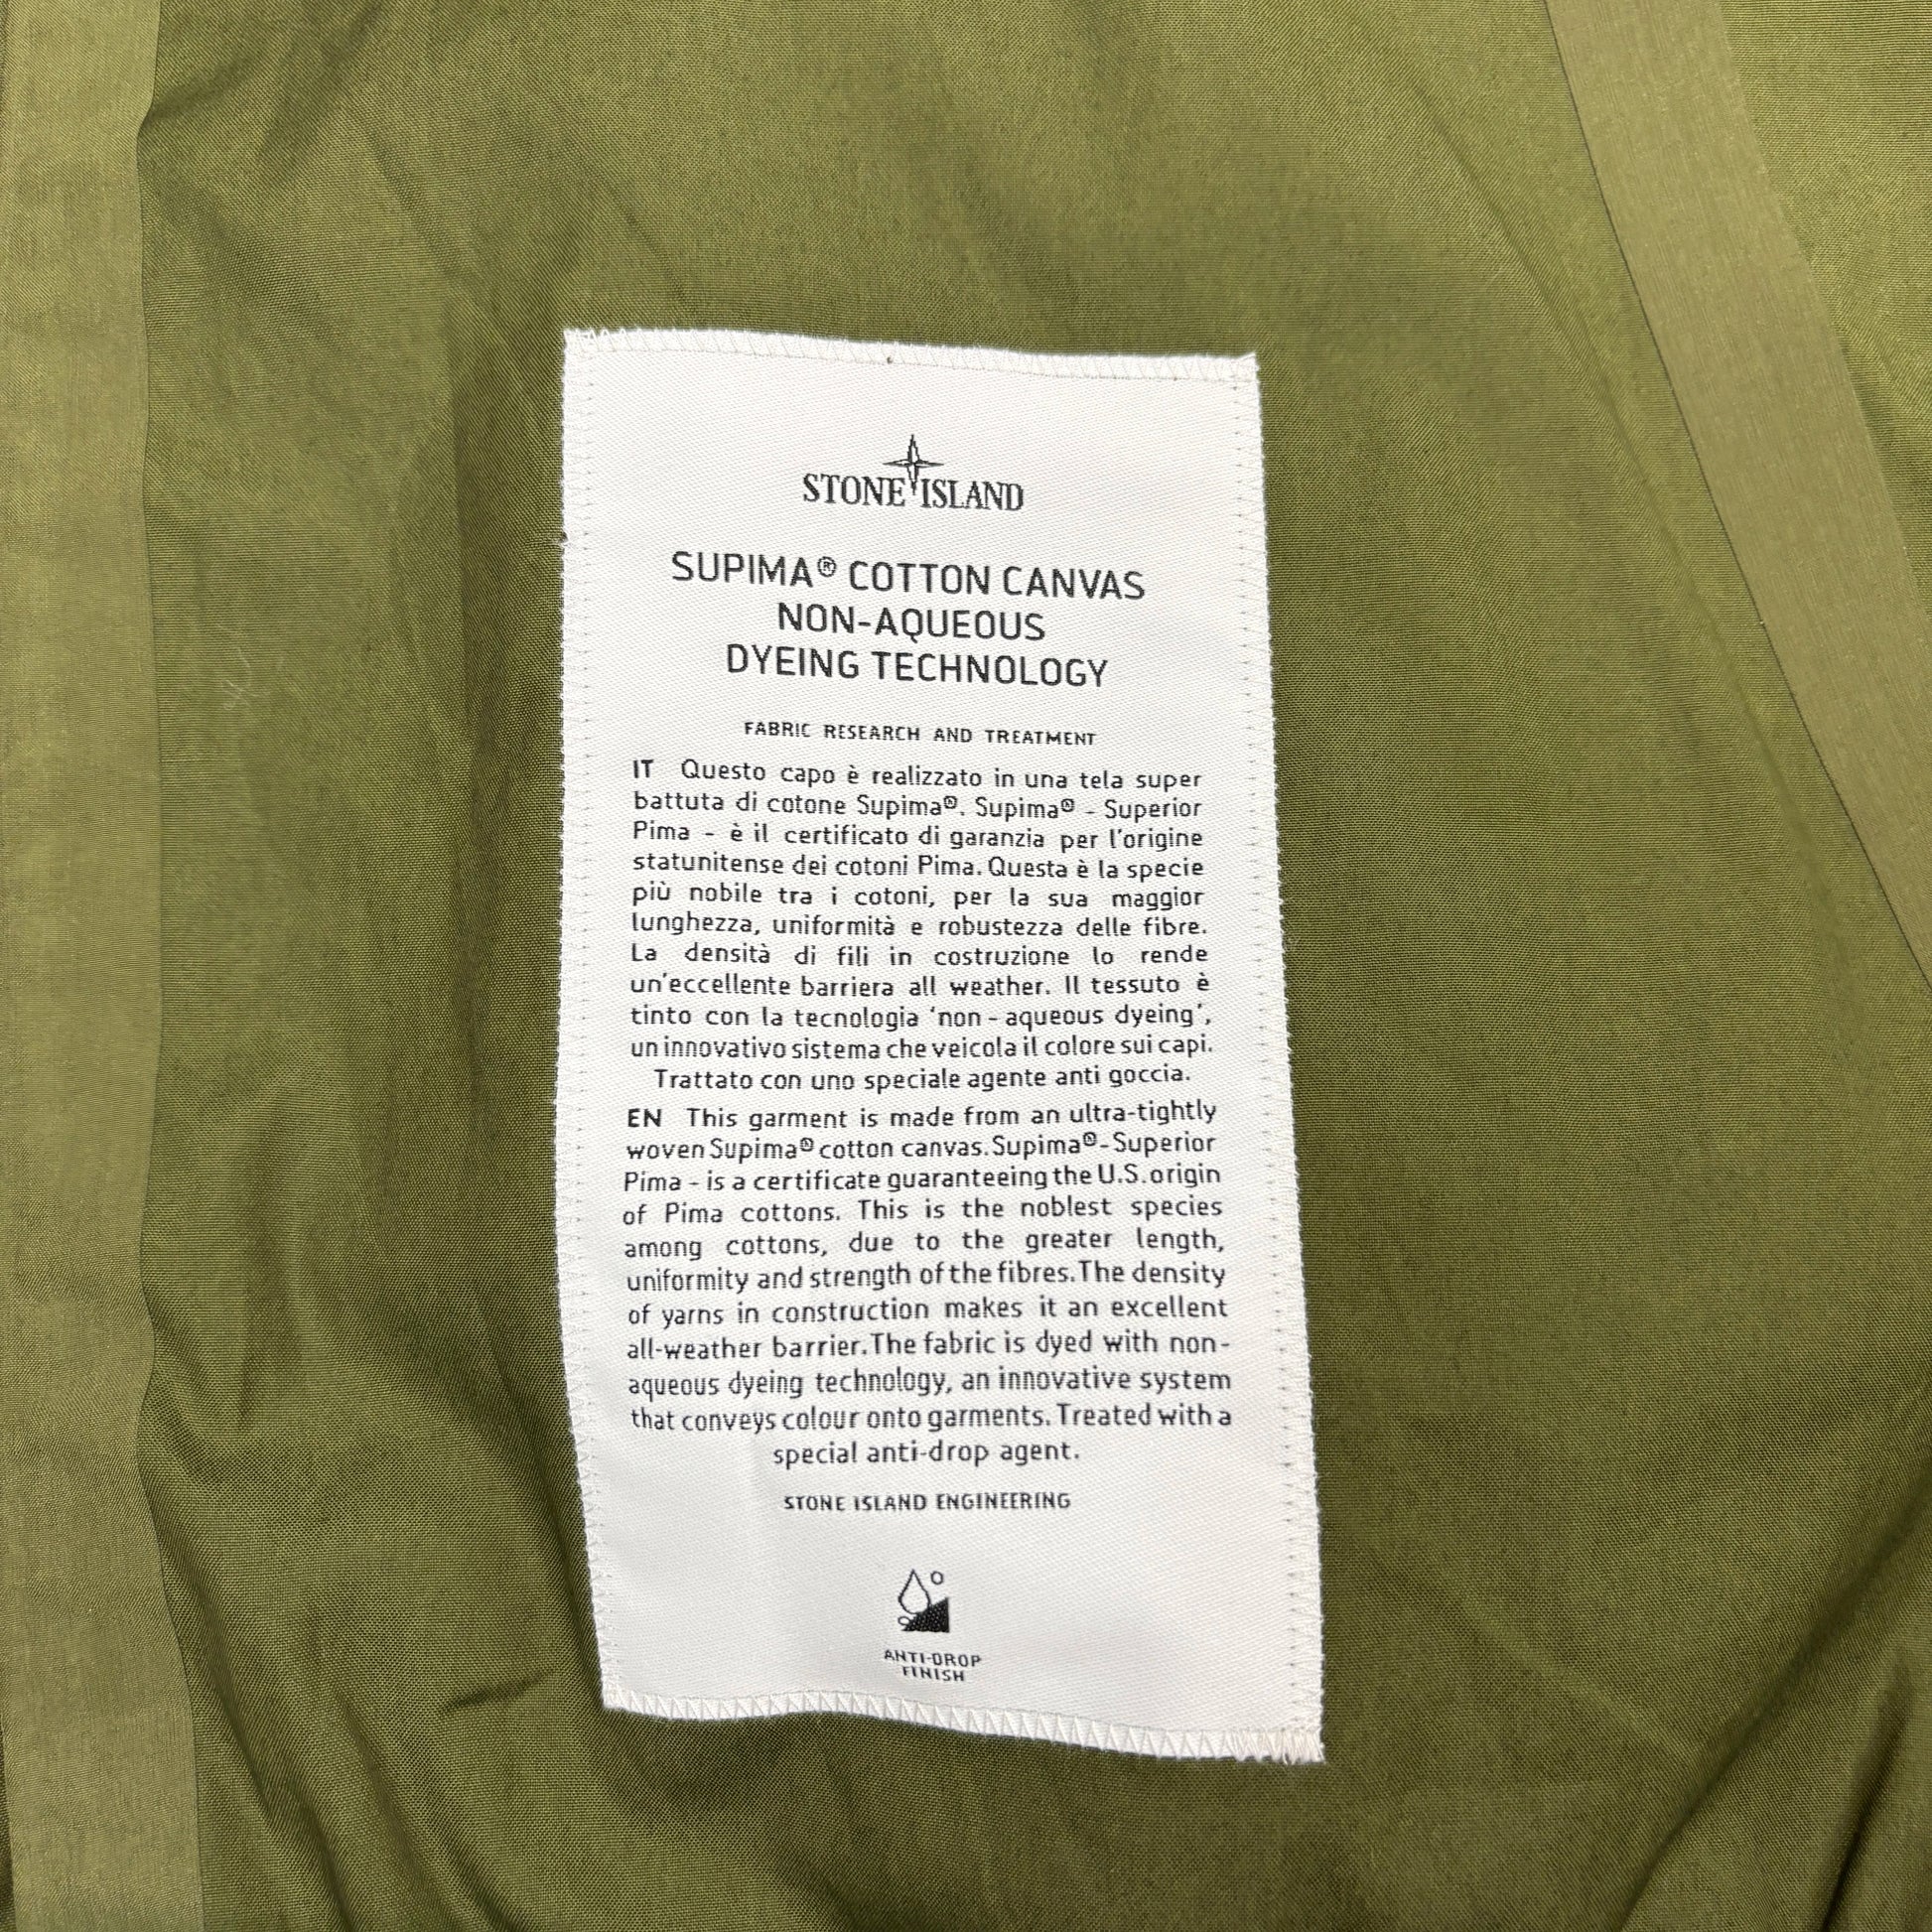 STONE ISLAND
SUPIMA® COTTON CANVAS
NON-AQUEOUS
DYEING TECHNOLOGY
FABRIC RESEARCH AND TREATMENT
IT Questo capo è realizzato in una tela super
battuta di cotone Supima®. Supima® - Superior
Pima - è il certificato di garanzia per l'origine
statunitense dei cotoni Pima. Questa è la specie
più nobile tra i cotoni, per la sua maggior
lunghezza, uniformità e robustezza delle fibre.
La densità di fili in costruzione lo rende
un'eccellente barriera all weather. Il tessuto è
tinto con la tecnologia ‘non - aqueous dyeing’,
un innovativo sistema che veicola il colore sui capi.
Trattato con uno speciale agente anti goccia.
EN This garment is made from an ultra-tightly
woven Supima® cotton canvas. Supima® - Superior
Pima - is a certificate guaranteeing the U.S. origin
of Pima cottons. This is the noblest species
among cottons, due to the greater length,
uniformity and strength of the fibres. The density
of yarns in construction makes it an excellent
all-weather barrier. The fabric is dyed with non-
aqueous dyeing technology, an innovative system
that conveys colour onto garments. Treated with a
special anti-drop agent.
STONE ISLAND ENGINEERING
ANTI-DROP
FINISH